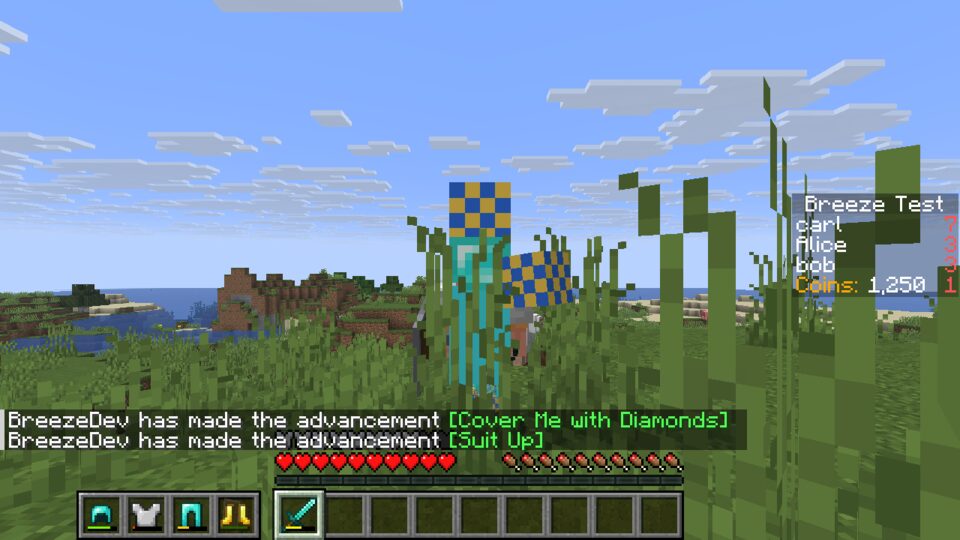 Breeze Test
carl 7
Alice 3
bob 3
Coins: 1,250 1
BreezeDev has made the advancement [Cover Me with Diamonds]
BreezeDev has made the advancement [Suit Up]